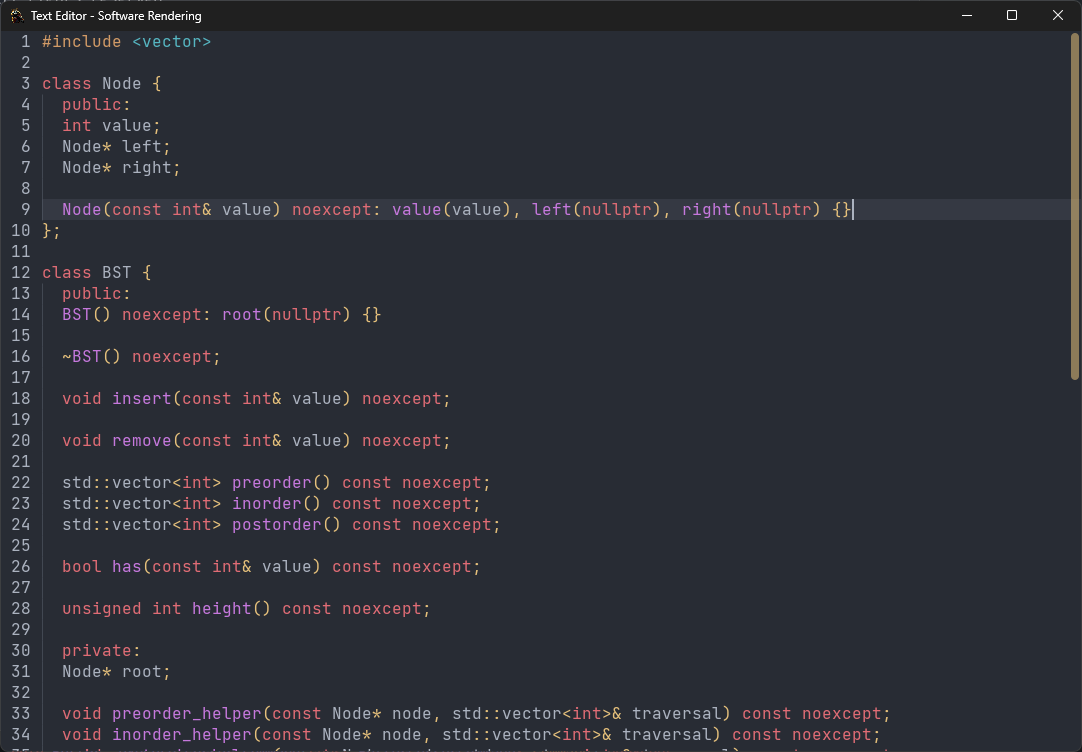 Text Editor - Software Rendering
1 #include <vector>
2
3 class Node {
4   public:
5   int value;
6   Node* left;
7   Node* right;
8
9   Node(const int& value) noexcept: value(value), left(nullptr), right(nullptr) {}
10 };
11
12 class BST {
13   public:
14   BST() noexcept: root(nullptr) {}
15
16   ~BST() noexcept;
17
18   void insert(const int& value) noexcept;
19
20   void remove(const int& value) noexcept;
21
22   std::vector<int> preorder() const noexcept;
23   std::vector<int> inorder() const noexcept;
24   std::vector<int> postorder() const noexcept;
25
26   bool has(const int& value) const noexcept;
27
28   unsigned int height() const noexcept;
29
30   private:
31   Node* root;
32
33   void preorder_helper(const Node* node, std::vector<int>& traversal) const noexcept;
34   void inorder_helper(const Node* node, std::vector<int>& traversal) const noexcept;